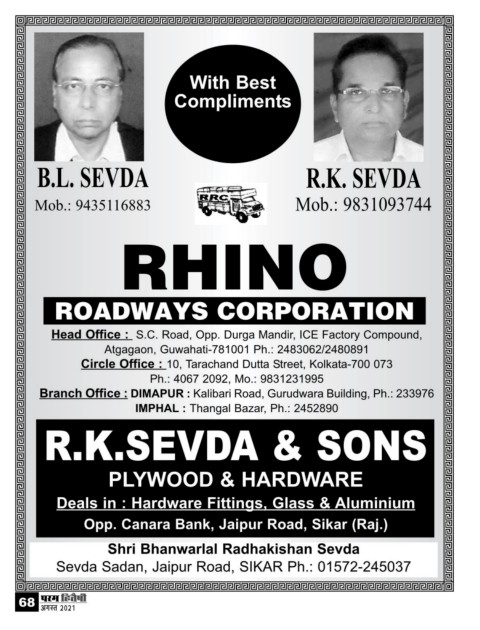 With Best
Compliments
B.L. SEVDA
Mob.: 9435116883
RRC
R.K. SEVDA
Mob.: 9831093744
RHINO
ROADWAYS CORPORATION
Head Office : S.C. Road, Opp. Durga Mandir, ICE Factory Compound,
Atgagaon, Guwahati-781001 Ph.: 2483062/2480891
Circle Office : 10, Tarachand Dutta Street, Kolkata-700 073
Ph.: 4067 2092, Mo.: 9831231995
Branch Office : DIMAPUR : Kalibari Road, Gurudwara Building, Ph.: 233976
IMPHAL : Thangal Bazar, Ph.: 2452890
R.K.SEVDA & SONS
PLYWOOD & HARDWARE
Deals in : Hardware Fittings, Glass & Aluminium
Opp. Canara Bank, Jaipur Road, Sikar (Raj.)
Shri Bhanwarlal Radhakishan Sevda
Sevda Sadan, Jaipur Road, SIKAR Ph.: 01572-245037
68 परम हितैषी
अगस्त 2021